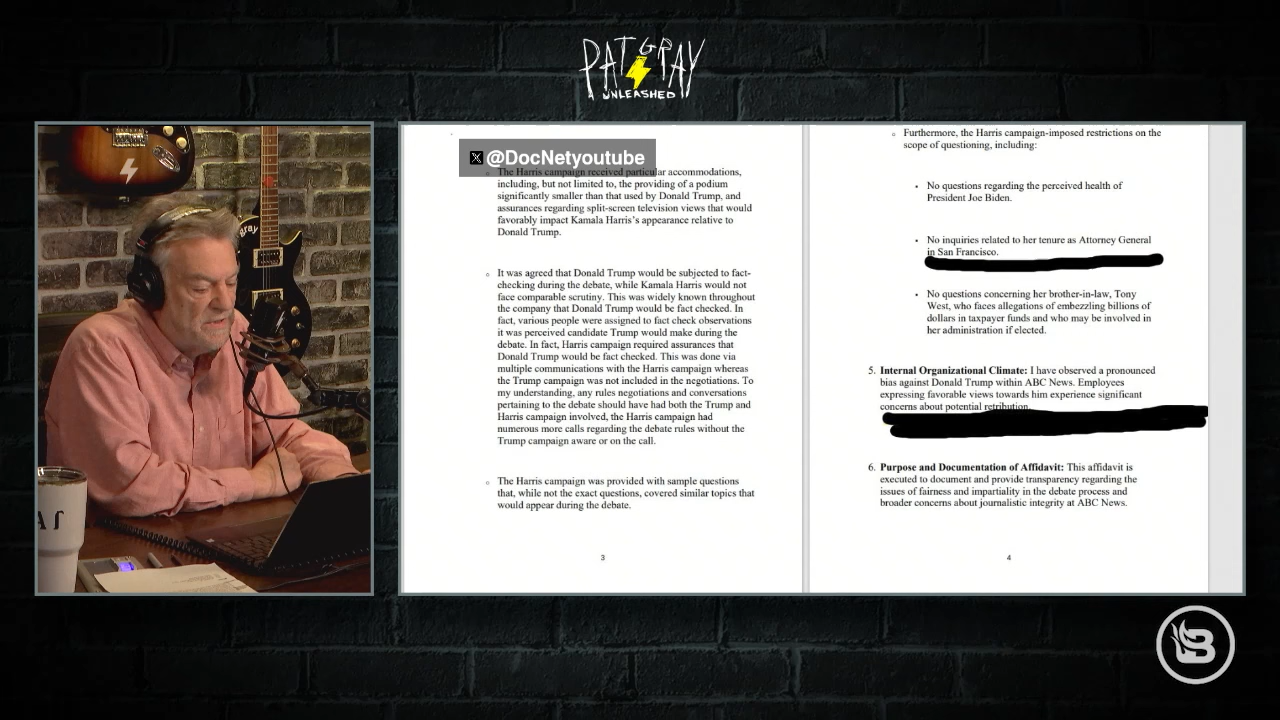 PAT GRAY
UNLEASHED
@DocNetyoutube
The Harris campaign received particular accommodations,
including, but not limited to, the providing of a podium
significantly smaller than that used by Donald Trump, and
assurances regarding split-screen television views that would
favorably impact Kamala Harris's appearance relative to
Donald Trump.
It was agreed that Donald Trump would be subjected to fact-
checking during the debate, while Kamala Harris would not
face comparable scrutiny. This was widely known throughout
the company that Donald Trump would be fact checked. In
fact, various people were assigned to fact check observations
it was perceived candidate Trump would make during the
debate. In fact, Harris campaign required assurances that
Donald Trump would be fact checked. This was done via
multiple communications with the Harris campaign whereas
the Trump campaign was not included in the negotiations. To
my understanding, any rules negotiations and conversations
pertaining to the debate should have had both the Trump and
Harris campaign involved, the Harris campaign had
numerous more calls regarding the debate rules without the
Trump campaign aware or on the call.
The Harris campaign was provided with sample questions
that, while not the exact questions, covered similar topics that
would appear during the debate.
3
Furthermore, the Harris campaign-imposed restrictions on the
scope of questioning, including:
No questions regarding the perceived health of
President Joe Biden.
No inquiries related to her tenure as Attorney General
in San Francisco.
No questions concerning her brother-in-law, Tony
West, who faces allegations of embezzling billions of
dollars in taxpayer funds and who may be involved in
her administration if elected.
5. Internal Organizational Climate: I have observed a pronounced
bias against Donald Trump within ABC News. Employees
expressing favorable views towards him experience significant
concerns about potential retribution.
6. Purpose and Documentation of Affidavit: This affidavit is
executed to document and provide transparency regarding the
issues of fairness and impartiality in the debate process and
broader concerns about journalistic integrity at ABC News.
4
gray
B